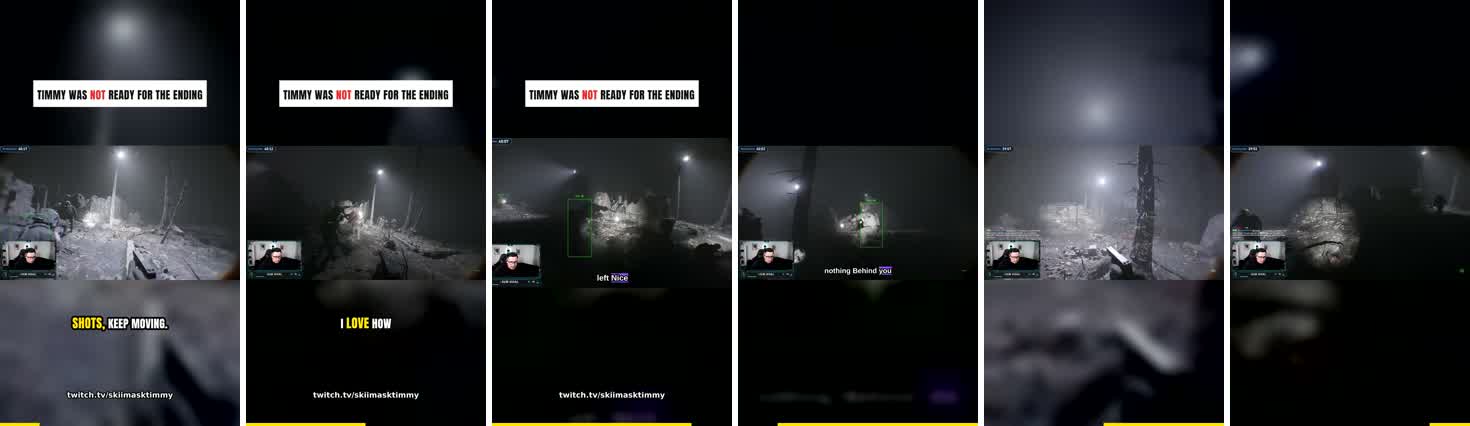 TIMMY WAS NOT READY FOR THE ENDING
SHOTS, KEEP MOVING.
twitch.tv/skiimasktimmy
TIMMY WAS NOT READY FOR THE ENDING
I LOVE HOW
twitch.tv/skiimasktimmy
TIMMY WAS NOT READY FOR THE ENDING
left Nice
twitch.tv/skiimasktimmy
nothing Behind you